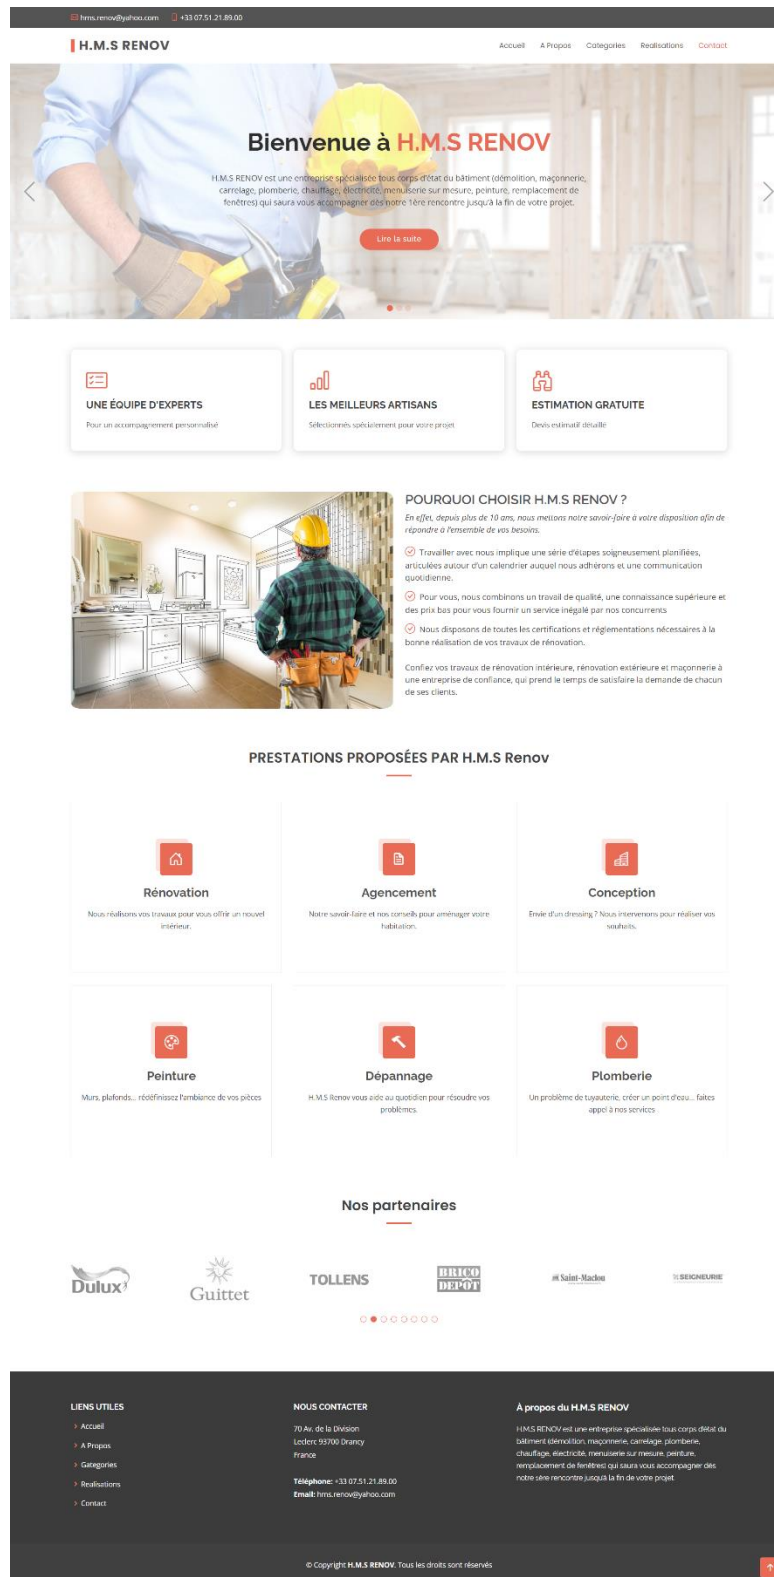 hms.renov@yahoo.com +33 07.51.21.89.00
H.M.S RENOV
Accueil A Propos Categories Realisations Contact
Bienvenue à H.M.S RENOV
H.M.S RENOV est une entreprise spécialisée tous corps d'état du bâtiment (démolition, maçonnerie,
carrelage, plomberie, chauffage, électricité, menuiserie sur mesure, peinture, remplacement de
fenêtres) qui saura vous accompagner dès notre 1ère rencontre jusqu'à la fin de votre projet.
Lire la suite
UNE ÉQUIPE D'EXPERTS
Pour un accompagnement personnalisé
LES MEILLEURS ARTISANS
Sélectionnés spécialement pour votre projet
ESTIMATION GRATUITE
Devis estimatif détaillé
POURQUOI CHOISIR H.M.S RENOV ?
En effet, depuis plus de 10 ans, nous mettons notre savoir-faire à votre disposition afin de
répondre à l'ensemble de vos besoins.
Travailler avec nous implique une série d'étapes soigneusement planifiées,
articulées autour d'un calendrier auquel nous adhérons et une communication
quotidienne.
Pour vous, nous combinons un travail de qualité, une connaissance supérieure et
des prix bas pour vous fournir un service inégalé par nos concurrents
Nous disposons de toutes les certifications et réglementations nécessaires à la
bonne réalisation de vos travaux de rénovation.
Confiez vos travaux de rénovation intérieure, rénovation extérieure et maçonnerie à
une entreprise de confiance, qui prend le temps de satisfaire la demande de chacun
de ses clients.
PRESTATIONS PROPOSÉES PAR H.M.S Renov
Rénovation
Nous réalisons vos travaux pour vous offrir un nouvel
intérieur.
Agencement
Notre savoir-faire et nos conseils pour aménager votre
habitation.
Conception
Envie d'un dressing ? Nous intervenons pour réaliser vos
souhaits.
Peinture
Murs, plafonds... rédéfinissez l'ambiance de vos pièces
Dépannage
H.M.S Renov vous aide au quotidien pour résoudre vos
problèmes.
Plomberie
Un problème de tuyauterie, créer un point d'eau... faites
appel à nos services
Nos partenaires
Dulux
Guittet
TOLLENS
BRICO
DEPÔT
Saint-Maclou
SEIGNEURIE
LIENS UTILES
Accueil
A Propos
Gategories
Realisations
Contact
NOUS CONTACTER
70 Av. de la Division
Leclerc 93700 Drancy
France
Téléphone: +33 07.51.21.89.00
Email: hms.renov@yahoo.com
À propos du H.M.S RENOV
H.M.S RENOV est une entreprise spécialisée tous corps d'état du
bâtiment (démolition, maçonnerie, carrelage, plomberie,
chauffage, électricité, menuiserie sur mesure, peinture,
remplacement de fenêtres) qui saura vous accompagner dès
notre 1ère rencontre jusqu'à la fin de votre projet
© Copyright H.M.S RENOV. Tous les droits sont réservés